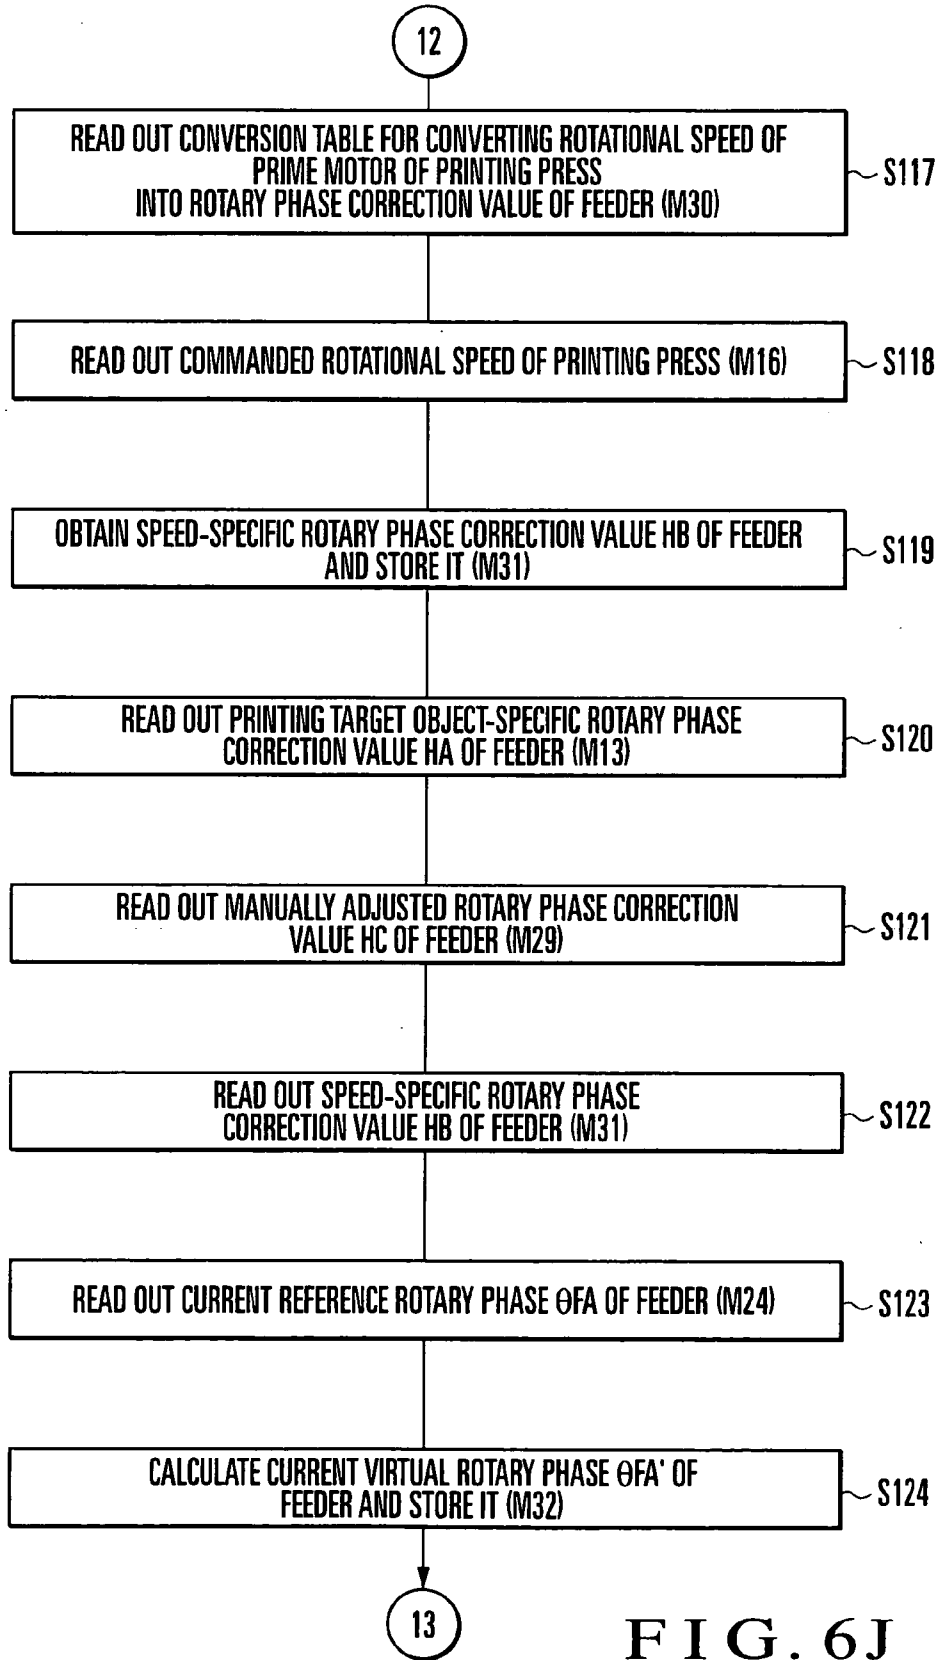 12
READ OUT CONVERSION TABLE FOR CONVERTING ROTATIONAL SPEED OF
PRIME MOTOR OF PRINTING PRESS
INTO ROTARY PHASE CORRECTION VALUE OF FEEDER (M30)
S117
READ OUT COMMANDED ROTATIONAL SPEED OF PRINTING PRESS (M16)
S118
OBTAIN SPEED-SPECIFIC ROTARY PHASE CORRECTION VALUE HB OF FEEDER
AND STORE IT (M31)
S119
READ OUT PRINTING TARGET OBJECT-SPECIFIC ROTARY PHASE
CORRECTION VALUE HA OF FEEDER (M13)
S120
READ OUT MANUALLY ADJUSTED ROTARY PHASE CORRECTION
VALUE HC OF FEEDER (M29)
S121
READ OUT SPEED-SPECIFIC ROTARY PHASE
CORRECTION VALUE HB OF FEEDER (M31)
S122
READ OUT CURRENT REFERENCE ROTARY PHASE θFA OF FEEDER (M24)
S123
CALCULATE CURRENT VIRTUAL ROTARY PHASE θFA' OF
FEEDER AND STORE IT (M32)
S124
13
FIG. 6J